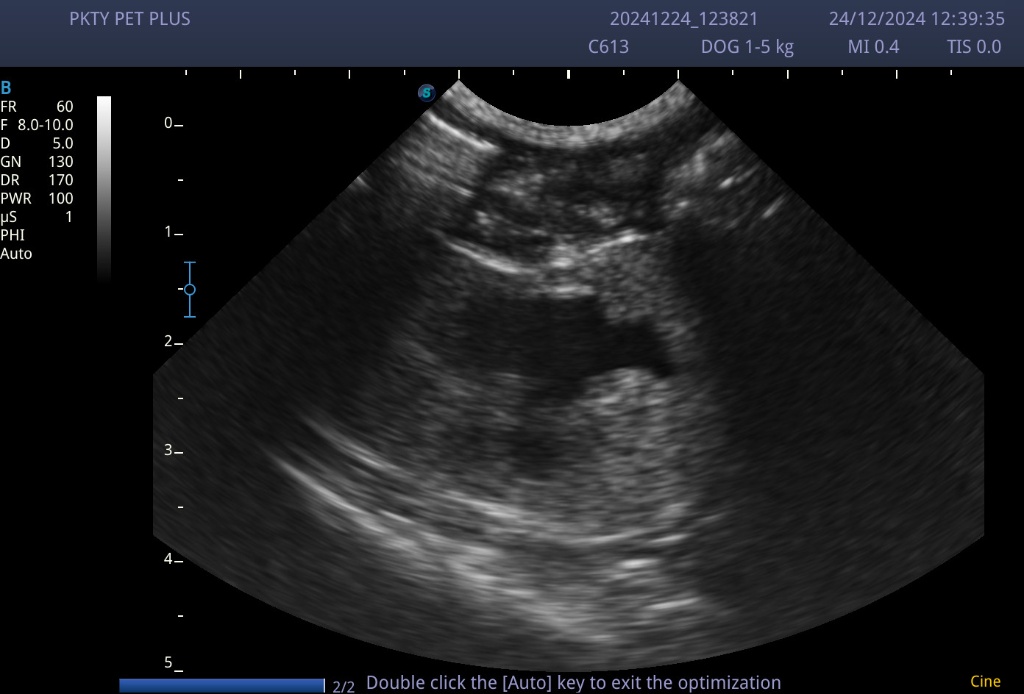 PKTY PET PLUS
20241224_123821
24/12/2024 12:39:35
C613
DOG 1-5 kg
MI 0.4
TIS 0.0
B
FR 60
F 8.0-10.0
D 5.0
GN 130
DR 170
PWR 100
µS 1
PHI
Auto
S
0
1
2
3
4
5
2/2
Double click the [Auto] key to exit the optimization
Cine